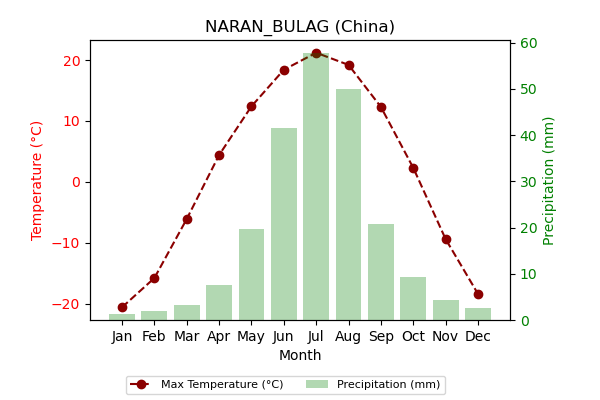 NARAN_BULAG (China)
Temperature (°C)
20
10
0
−10
−20
60
50
40
30
20
10
0
Precipitation (mm)
Jan Feb Mar Apr May Jun Jul Aug Sep Oct Nov Dec
Month
Max Temperature (°C) Precipitation (mm)